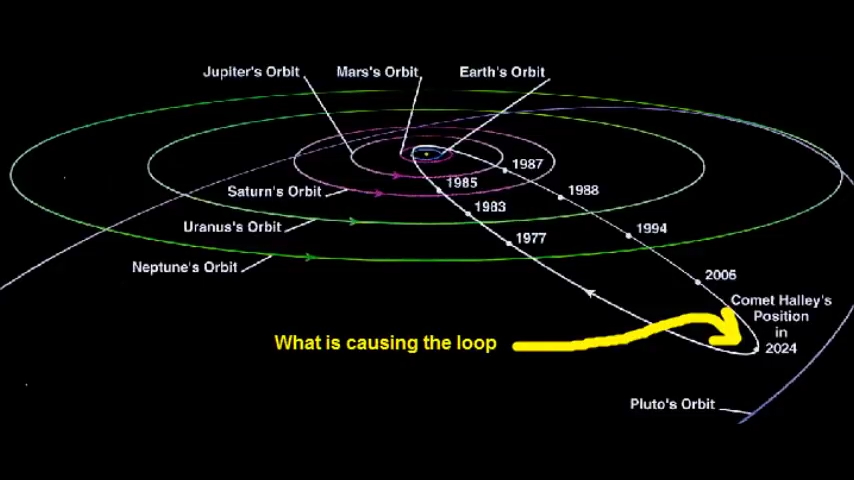 Jupiter's Orbit
Mars's Orbit
Earth's Orbit
1987
1985
1988
Saturn's Orbit
1983
Uranus's Orbit
1994
1977
Neptune's Orbit
2005
Comet Halley's
Position
in
2024
What is causing the loop
Pluto's Orbit